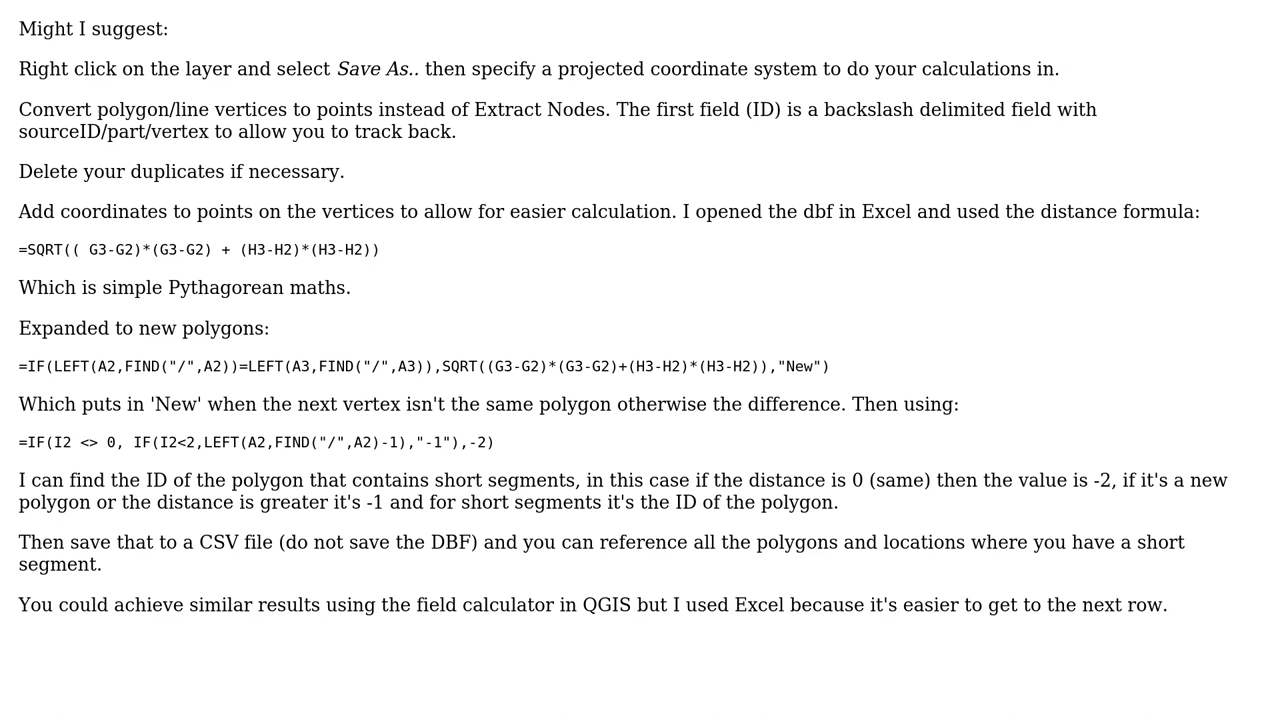 Might I suggest:
Right click on the layer and select Save As.. then specify a projected coordinate system to do your calculations in.
Convert polygon/line vertices to points instead of Extract Nodes. The first field (ID) is a backslash delimited field with
sourceID/part/vertex to allow you to track back.
Delete your duplicates if necessary.
Add coordinates to points on the vertices to allow for easier calculation. I opened the dbf in Excel and used the distance formula:
=SQRT(( G3-G2)*(G3-G2) + (H3-H2)*(H3-H2))
Which is simple Pythagorean maths.
Expanded to new polygons:
=IF(LEFT(A2,FIND("/",A2))=LEFT(A3,FIND("/",A3)),SQRT((G3-G2)*(G3-G2)+(H3-H2)*(H3-H2)),"New")
Which puts in 'New' when the next vertex isn't the same polygon otherwise the difference. Then using:
=IF(I2 <> 0, IF(I2<2,LEFT(A2,FIND("/",A2)-1),"-1"),-2)
I can find the ID of the polygon that contains short segments, in this case if the distance is 0 (same) then the value is -2, if it's a new
polygon or the distance is greater it's -1 and for short segments it's the ID of the polygon.
Then save that to a CSV file (do not save the DBF) and you can reference all the polygons and locations where you have a short
segment.
You could achieve similar results using the field calculator in QGIS but I used Excel because it's easier to get to the next row.